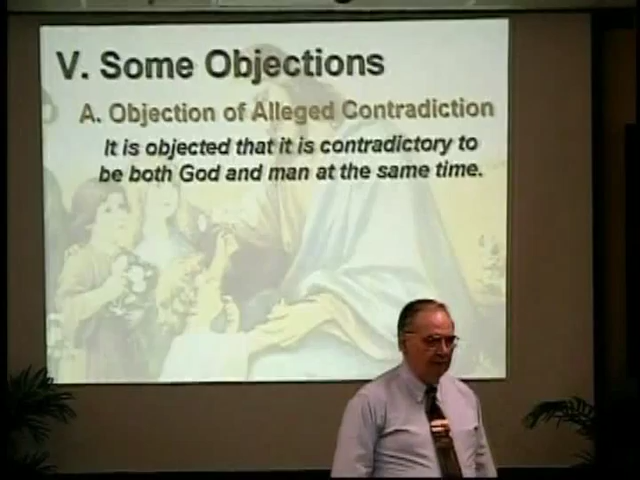 V. Some Objections
A. Objection of Alleged Contradiction
It is objected that it is contradictory to
be both God and man at the same time.